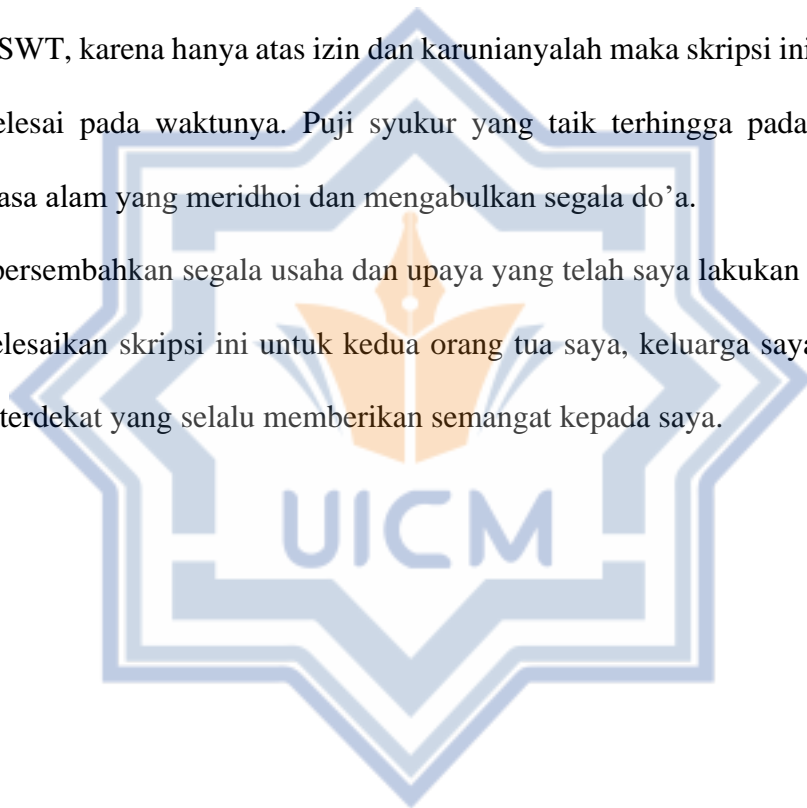 SWT, karena hanya atas izin dan karunianyalah maka skripsi ini
elesai pada waktunya. Puji syukur yang taik terhingga pada
asa alam yang meridhoi dan mengabulkan segala do’a.
persembahkan segala usaha dan upaya yang telah saya lakukan
elesaikan skripsi ini untuk kedua orang tua saya, keluarga saya
terdekat yang selalu memberikan semangat kepada saya.
UICM